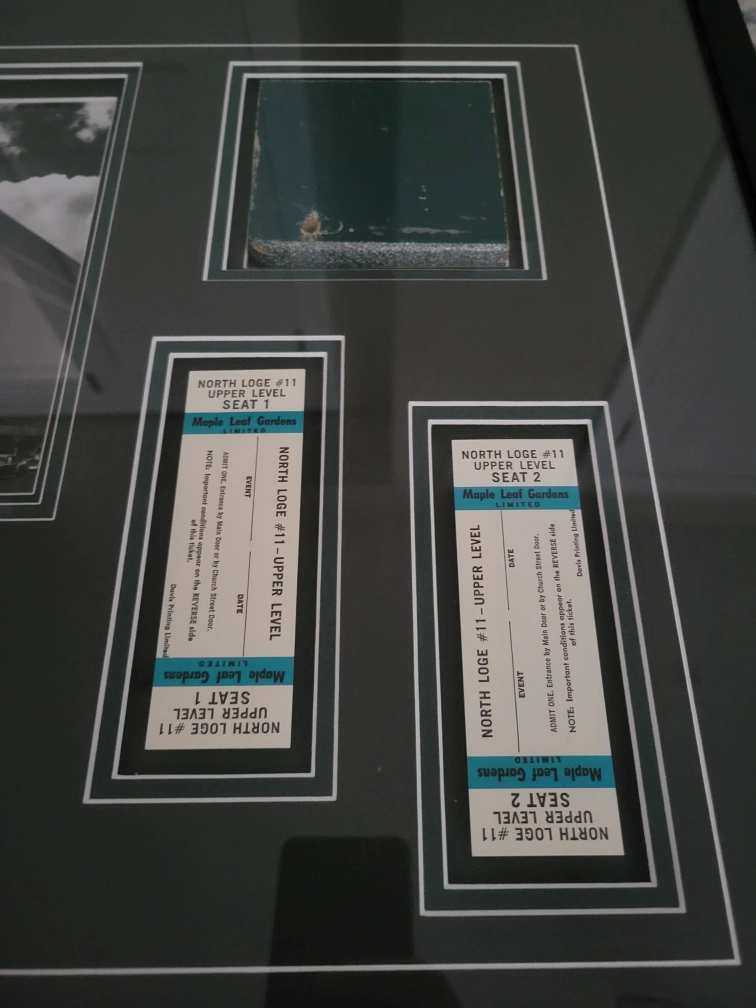 NORTH LOGE #11
UPPER LEVEL
SEAT 1
Maple Leaf Gardens
LIMITED
NORTH LOGE #11-UPPER LEVEL
EVENT
DATE
ADMIT ONE. Entrance by Main Door or by Church Street Door.
NOTE: Important conditions appear on the REVERSE side
of this ticket.
Davis Printing Limited
Maple Leaf Gardens
LIMITED
SEAT 1
UPPER LEVEL
NORTH LOGE #11
NORTH LOGE #11
UPPER LEVEL
SEAT 2
Maple Leaf Gardens
LIMITED
NORTH LOGE #11-UPPER LEVEL
EVENT
DATE
ADMIT ONE. Entrance by Main Door or by Church Street Door.
NOTE: Important conditions appear on the REVERSE side
of this ticket.
Davis Printing Limited
Maple Leaf Gardens
LIMITED
SEAT 2
UPPER LEVEL
NORTH LOGE #11